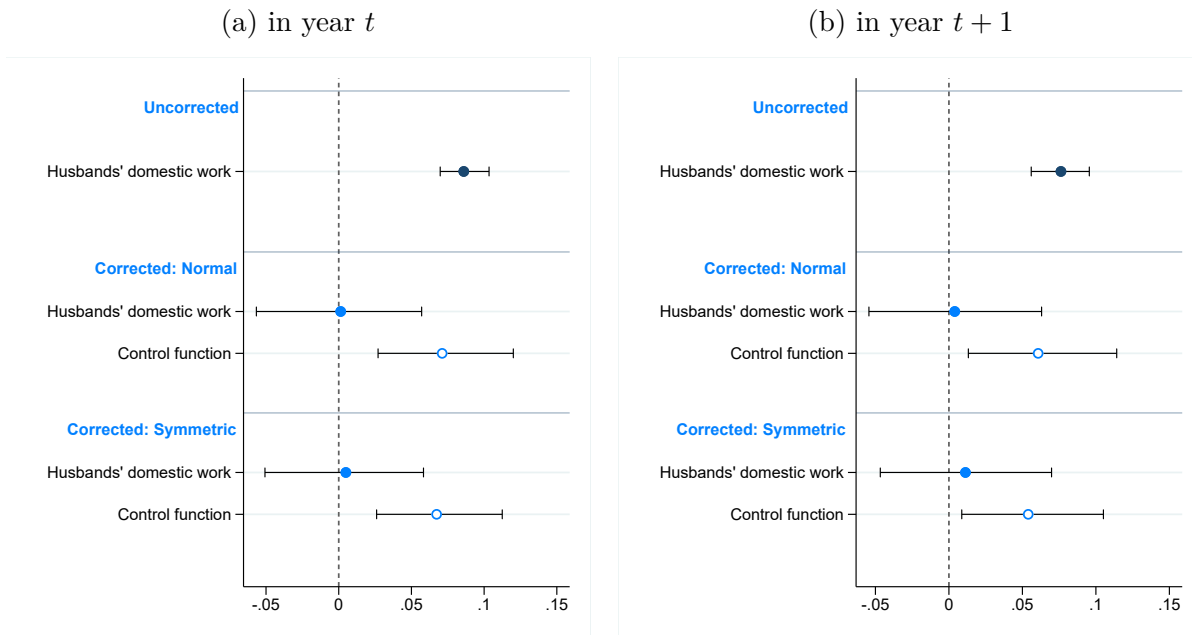 (a) in year t
Uncorrected
Husbands' domestic work
Corrected: Normal
Husbands' domestic work
Control function
Corrected: Symmetric
Husbands' domestic work
Control function
-.05 0 .05 .1 .15
(b) in year t + 1
Uncorrected
Husbands' domestic work
Corrected: Normal
Husbands' domestic work
Control function
Corrected: Symmetric
Husbands' domestic work
Control function
-.05 0 .05 .1 .15